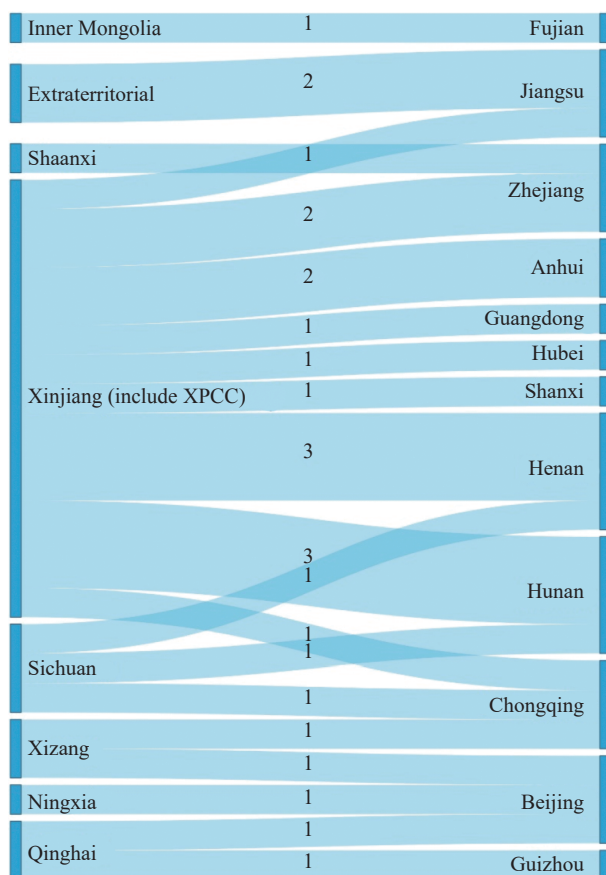 Inner Mongolia 1 Fujian
Extraterritorial 2 Jiangsu
Shaanxi 1
Zhejiang
2
Anhui
2
Guangdong
1
Hubei
1
Xinjiang (include XPCC) 1 Shanxi
3
Henan
3
1
Hunan
1
1
Sichuan
1 Chongqing
1
Xizang
1
Ningxia 1 Beijing
1
Qinghai
1 Guizhou